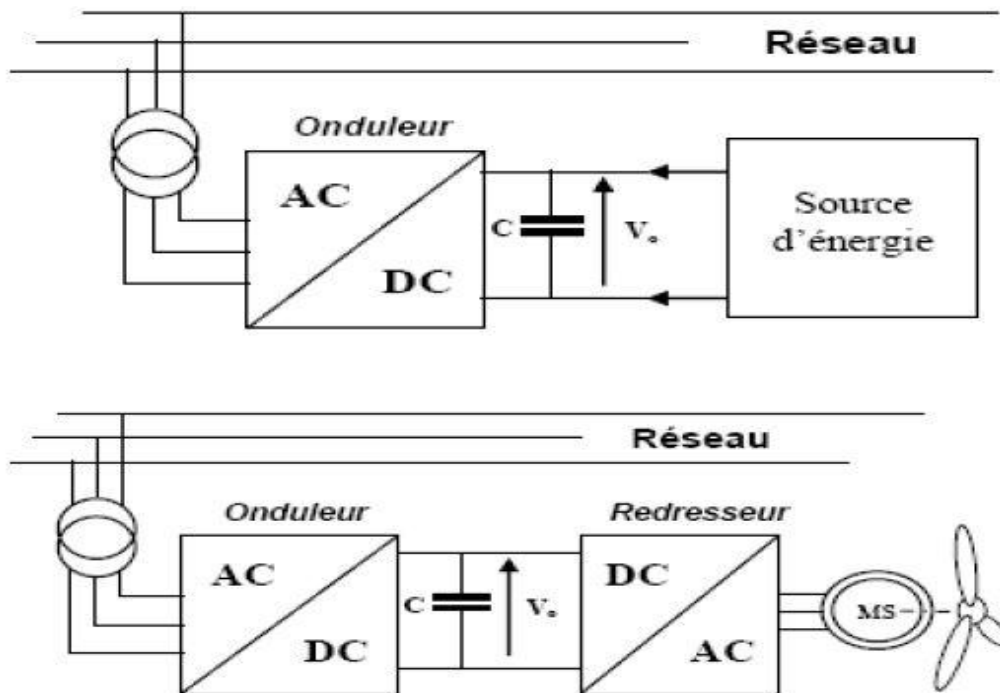 Réseau
Onduleur
AC
DC
C
Vₒ
Source
d'énergie
Réseau
Onduleur
Redresseur
AC
DC
C
Vₒ
DC
AC
MS